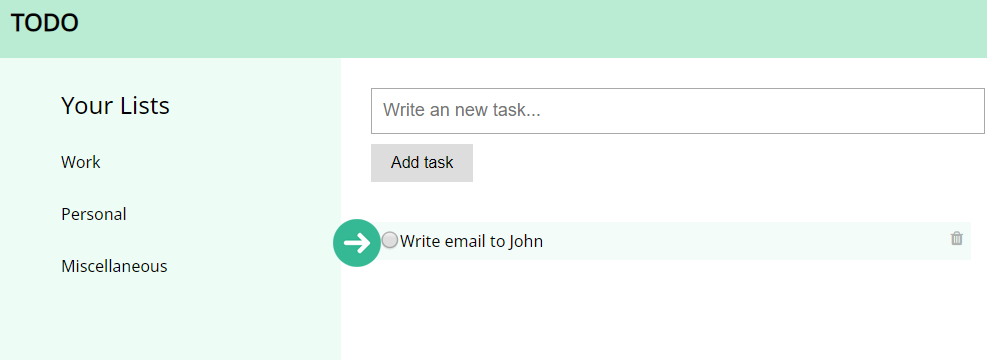 TODO
Your Lists
Work
Personal
Miscellaneous
Write an new task...
Add task
Write email to John